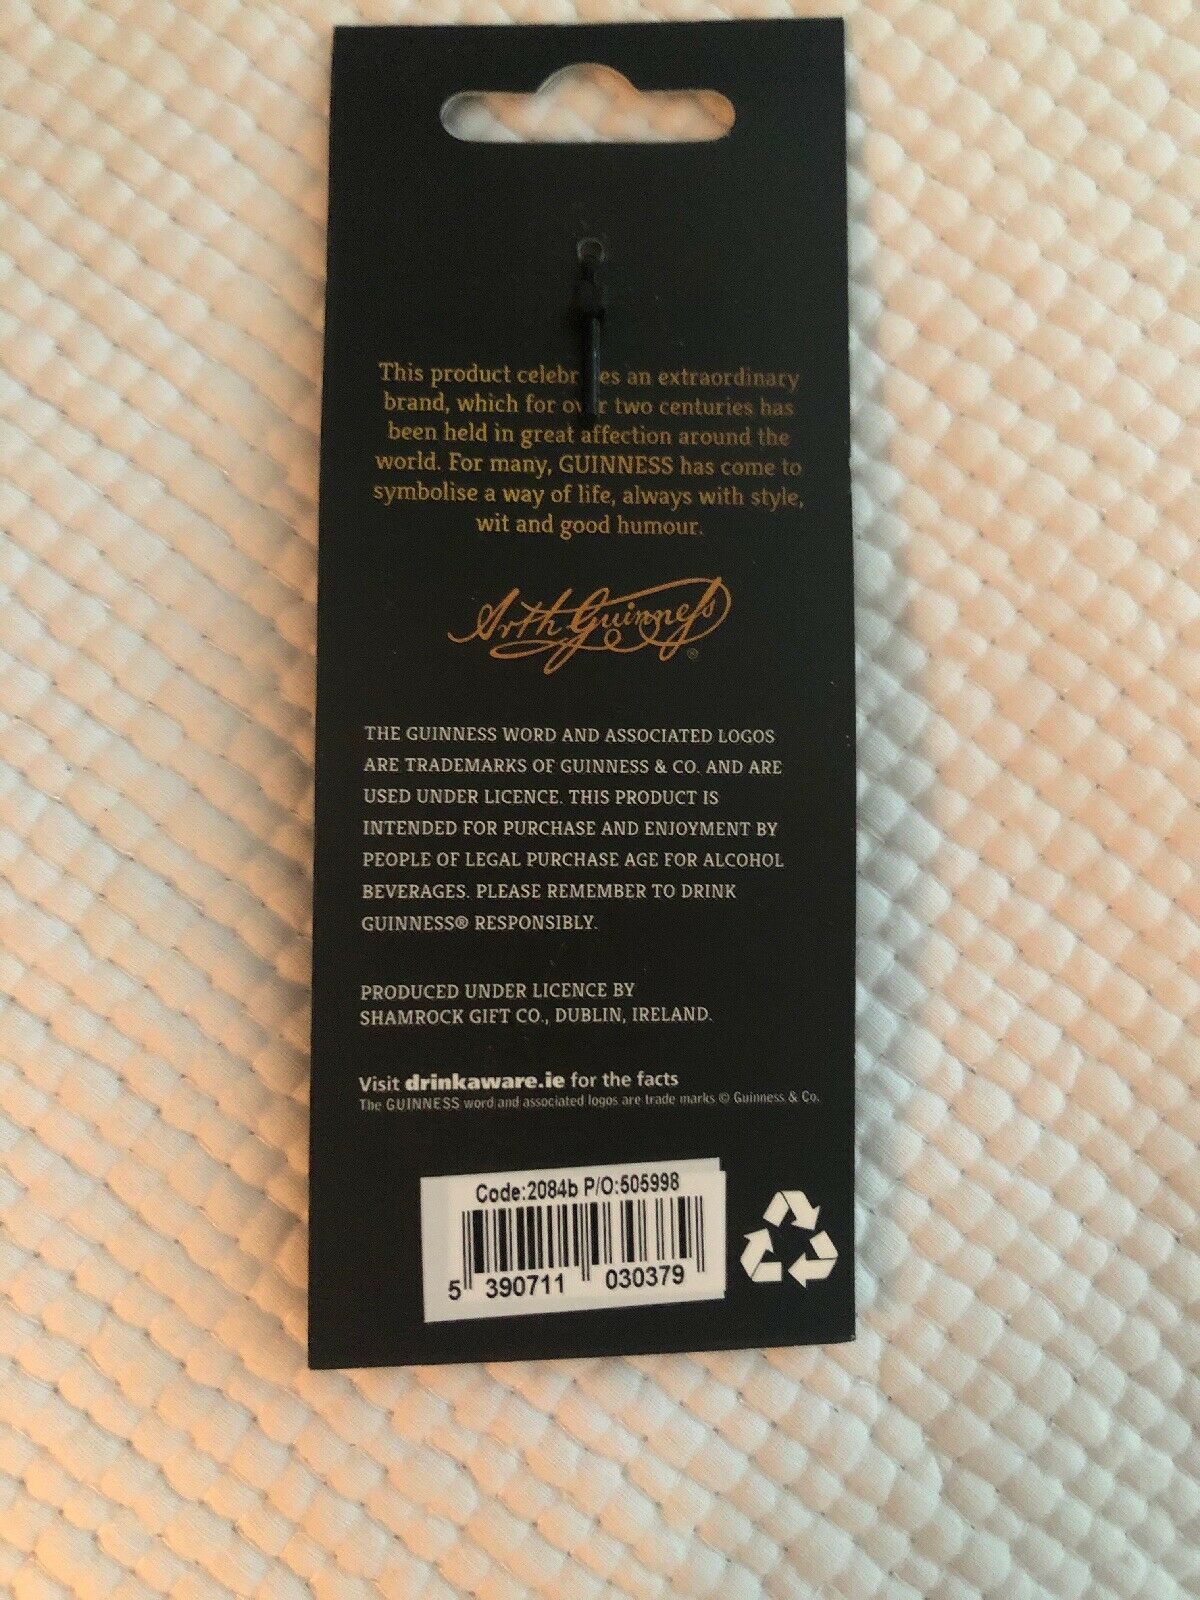 This product celebr es an extraordinary
brand, which for ov r two centuries has
been held in great affection around the
world. For many, GUINNESS has come to
symbolise a way of life, always with style,
wit and good humour.
Arth Guinness
®
THE GUINNESS WORD AND ASSOCIATED LOGOS
ARE TRADEMARKS OF GUINNESS & CO. AND ARE
USED UNDER LICENCE. THIS PRODUCT IS
INTENDED FOR PURCHASE AND ENJOYMENT BY
PEOPLE OF LEGAL PURCHASE AGE FOR ALCOHOL
BEVERAGES. PLEASE REMEMBER TO DRINK
GUINNESS® RESPONSIBLY.
PRODUCED UNDER LICENCE BY
SHAMROCK GIFT CO., DUBLIN, IRELAND.
Visit drinkaware.ie for the facts
The GUINNESS word and associated logos are trade marks © Guinness & Co.
Code:2084b P/O:505998
5 390711 030379